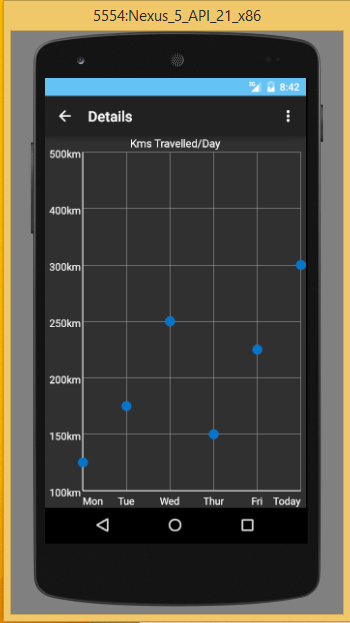 5554:Nexus_5_API_21_x86
3G 8:42
Details
Kms Travelled/Day
500km
400km
300km
250km
200km
150km
100km
Mon Tue Wed Thur Fri Today